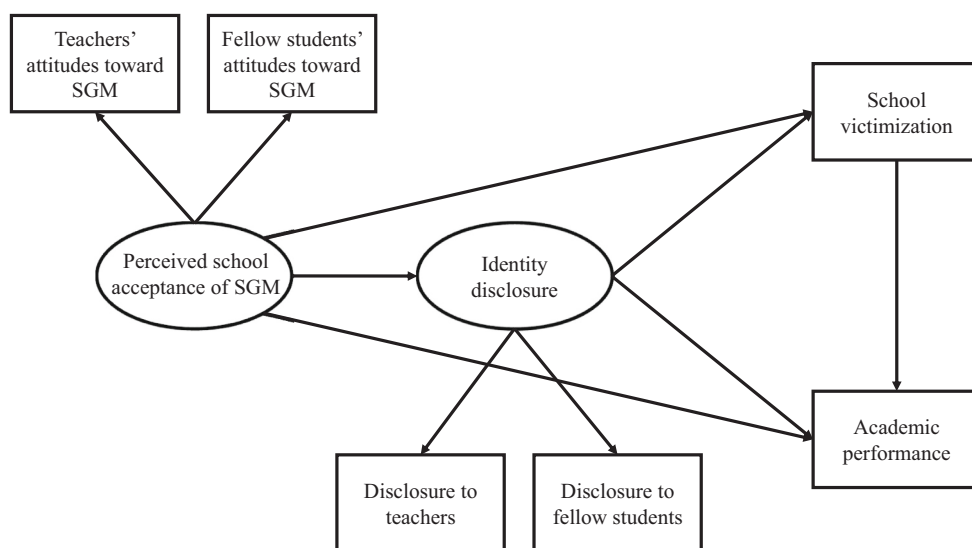 Teachers’
attitudes toward
SGM
Fellow students’
attitudes toward
SGM
School
victimization
Perceived school
acceptance of SGM
Identity
disclosure
Academic
performance
Disclosure to
teachers
Disclosure to
fellow students